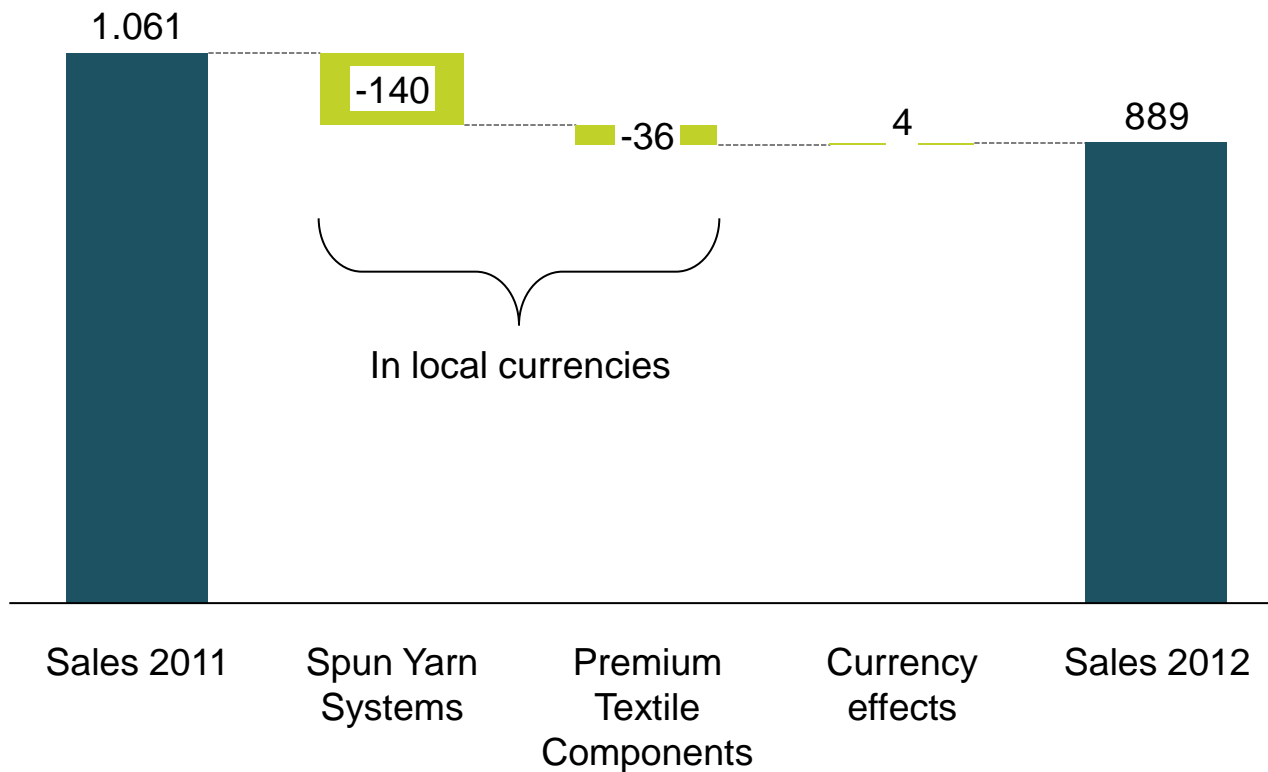 1.061
-140
-36
4
889
In local currencies
Sales 2011
Spun Yarn
Systems
Premium
Textile
Components
Currency
effects
Sales 2012